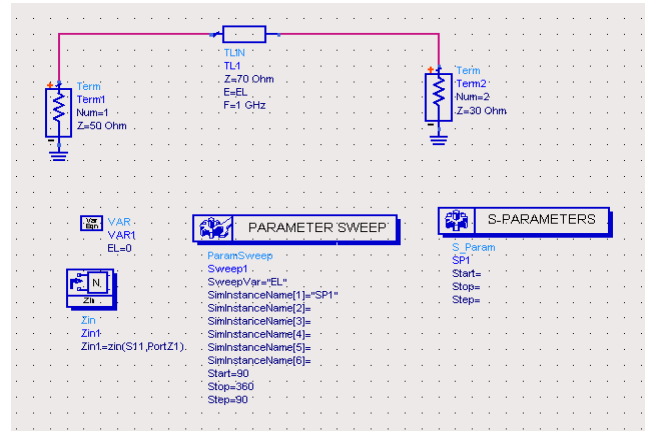 TLIN
TL1
Z=70 Ohm
E=EL
F=1 GHz
+
Term
Term1
Num=1
Z=50 Ohm
-
+
Term
Term2
Num=2
Z=30 Ohm
-
Var
Eqn
VAR
VAR1
EL=0
N
Zin
Zin
Zin1
Zin1=zin(S11,PortZ1)
PARAMETER SWEEP
ParamSweep
Sweep1
SweepVar="EL"
SimInstanceName[1]="SP1"
SimInstanceName[2]=
SimInstanceName[3]=
SimInstanceName[4]=
SimInstanceName[5]=
SimInstanceName[6]=
Start=90
Stop=360
Step=90
S-PARAMETERS
S_Param
SP1
Start=
Stop=
Step=